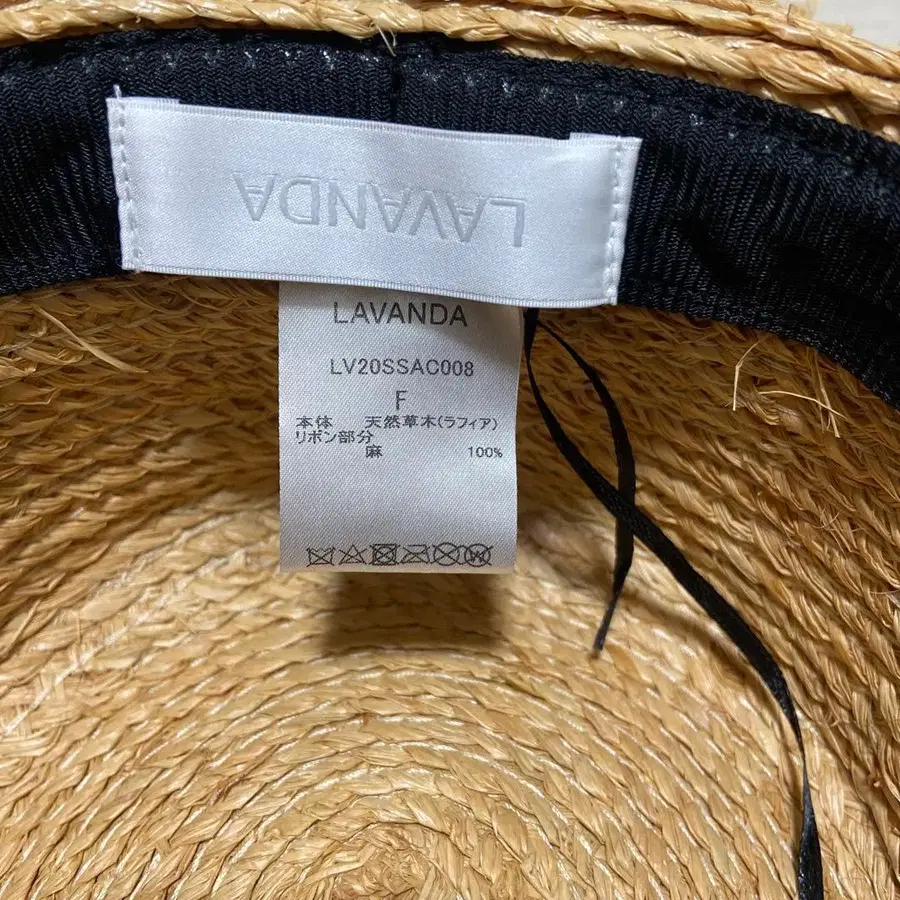 LAVANDA
LAVANDA
LV20SSAC008
F
本体 天然草木(ラフィア)
リボン部分
麻 100%